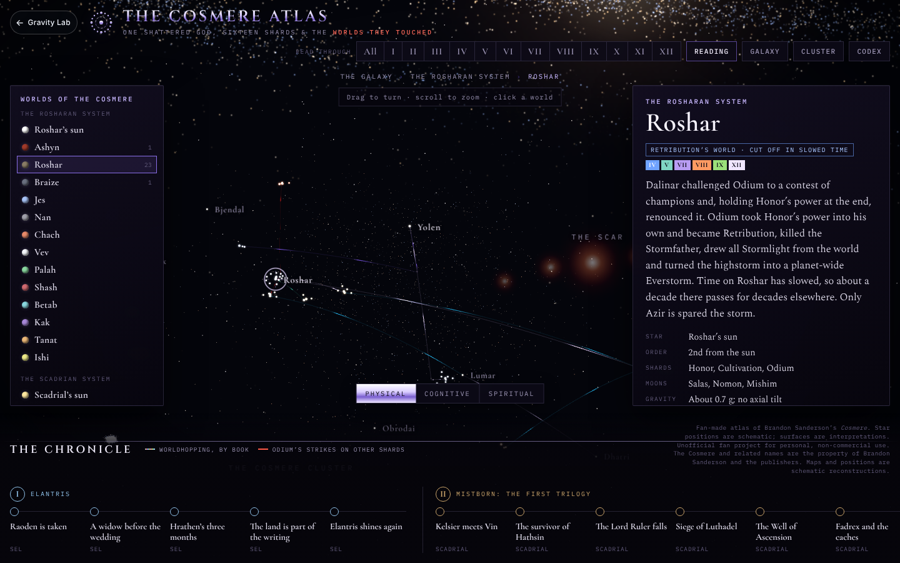 ← Gravity Lab
THE COSMERE ATLAS
ONE SHATTERED GOD, SIXTEEN SHARDS & THE WORLDS THEY TOUCHED
READ THROUGH
All I II III IV V VI VII VIII IX X XI XII
READING GALAXY CLUSTER CODEX
THE GALAXY · THE ROSHARAN SYSTEM · ROSHAR
Drag to turn · scroll to zoom · click a world
WORLDS OF THE COSMERE
THE ROSHARAN SYSTEM
Roshar's sun
Ashyn 1
Roshar 23
Braize 1
Jes
Nan
Chach
Vev
Palah
Shash
Betab
Kak
Tanat
Ishi
THE SCADRIAN SYSTEM
Scadrial's sun
Bjendal
Yolen
THE SCAR
Roshar
Lumar
Obrodai
PHYSICAL COGNITIVE SPIRITUAL
THE ROSHARAN SYSTEM
Roshar
RETRIBUTION'S WORLD · CUT OFF IN SLOWED TIME
IV V VII VIII IX XII
Dalinar challenged Odium to a contest of
champions and, holding Honor's power at the end,
renounced it. Odium took Honor's power into his
own and became Retribution, killed the
Stormfather, drew all Stormlight from the world
and turned the highstorm into a planet-wide
Everstorm. Time on Roshar has slowed, so about a
decade there passes for decades elsewhere. Only
Azir is spared the storm.
STAR Roshar's sun
ORDER 2nd from the sun
SHARDS Honor, Cultivation, Odium
MOONS Salas, Nomon, Mishim
GRAVITY About 0.7 g; no axial tilt
Fan-made atlas of Brandon Sanderson's Cosmere. Star
positions are schematic; surfaces are interpretations.
Unofficial fan project for personal, non-commercial use.
The Cosmere and related names are the property of Brandon
Sanderson and the publishers. Maps and positions are
schematic reconstructions.
THE CHRONICLE
WORLDHOPPING, BY BOOK
ODIUM'S STRIKES ON OTHER SHARDS
I ELANTRIS
Raoden is taken
SEL
A widow before the
wedding
SEL
Hrathen's three
months
SEL
The land is part of
the writing
SEL
Elantris shines again
SEL
II MISTBORN: THE FIRST TRILOGY
Kelsier meets Vin
SCADRIAL
The survivor of
Hathsin
SCADRIAL
The Lord Ruler falls
SCADRIAL
Siege of Luthadel
SCADRIAL
The Well of
Ascension
SCADRIAL
Fadrex and the
caches
SCADRIAL